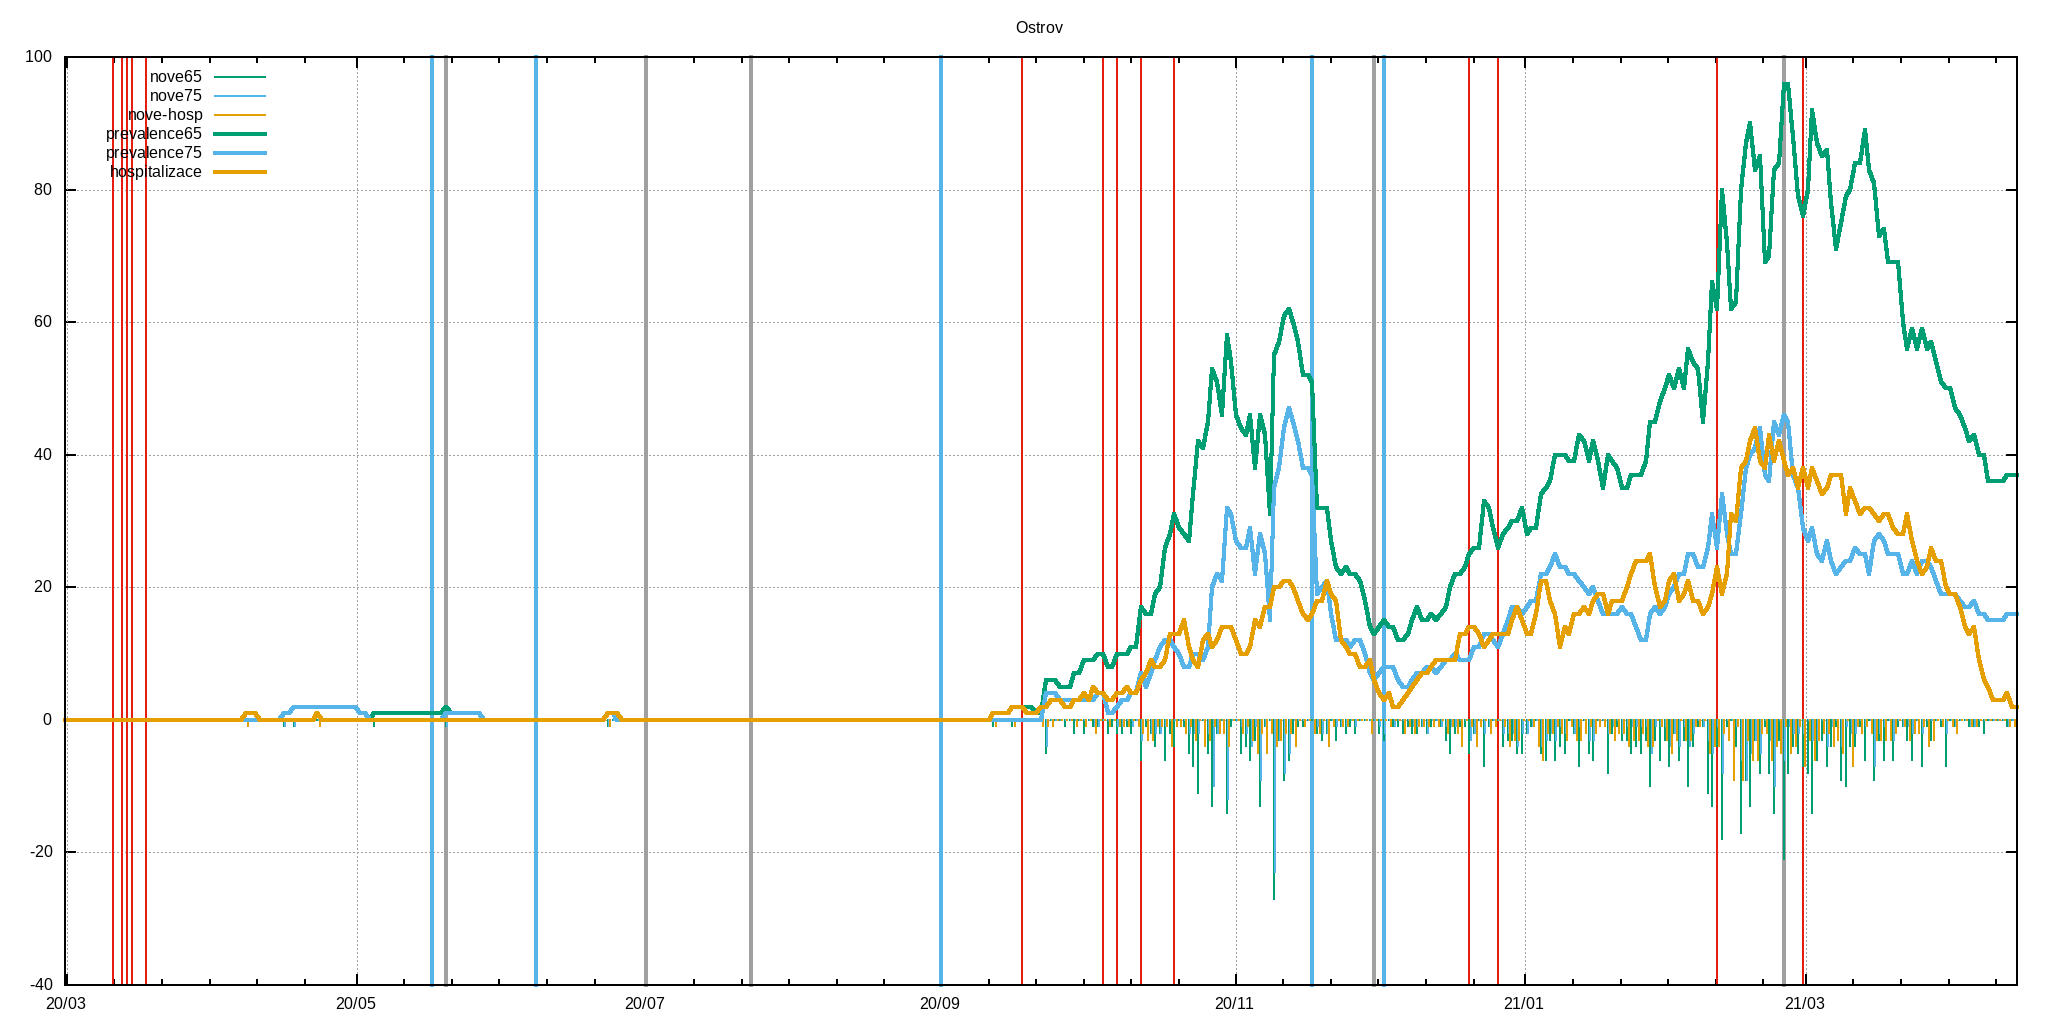 Ostrov
100
80
60
40
20
0
-20
-40
nove65
nove75
nove-hosp
prevalence65
prevalence75
hospitalizace
20/03 20/05 20/07 20/09 20/11 21/01 21/03